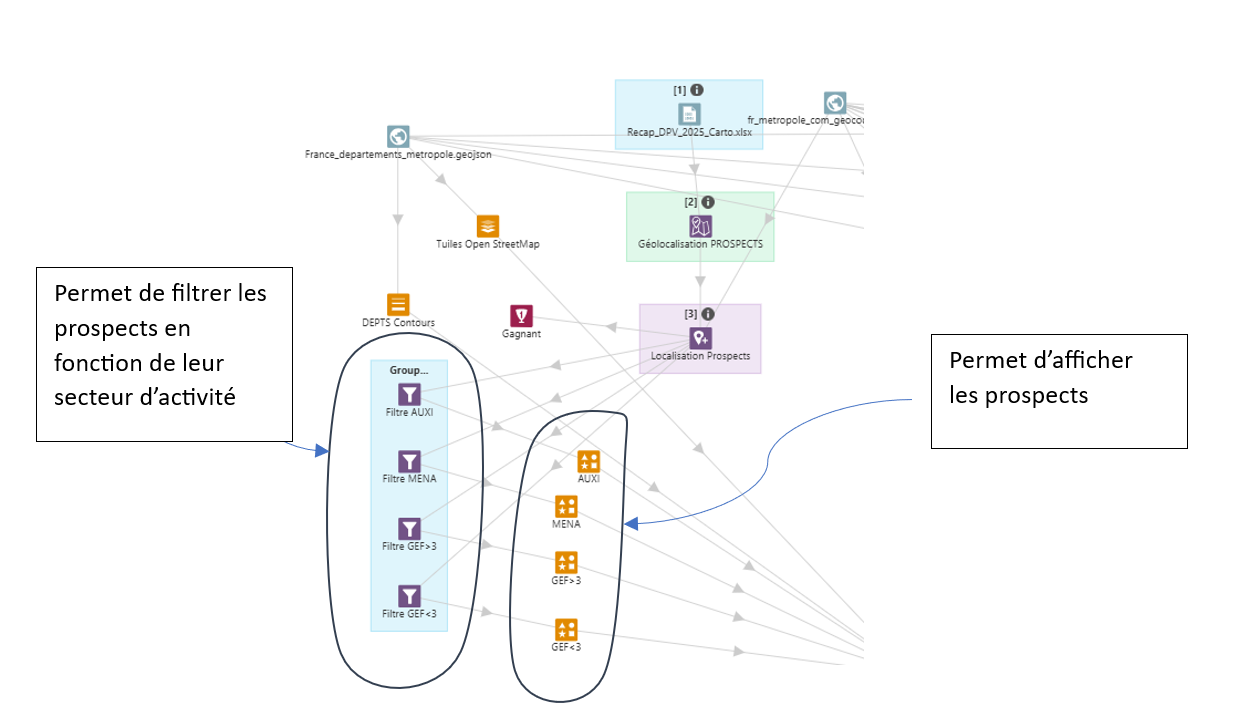 [1]
Recap_DPV_2025_Carto.xlsx
fr_metropole_com_geocou
France_departements_metropole.geojson
[2]
Géolocalisation PROSPECTS
Tuiles Open StreetMap
Permet de filtrer les
prospects en
fonction de leur
secteur d’activité
DEPTS Contours
Gagnant
[3]
Localisation Prospects
Permet d’afficher
les prospects
Group...
Filtre AUXI
Filtre MENA
Filtre GEF>3
Filtre GEF<3
AUXI
MENA
GEF>3
GEF<3